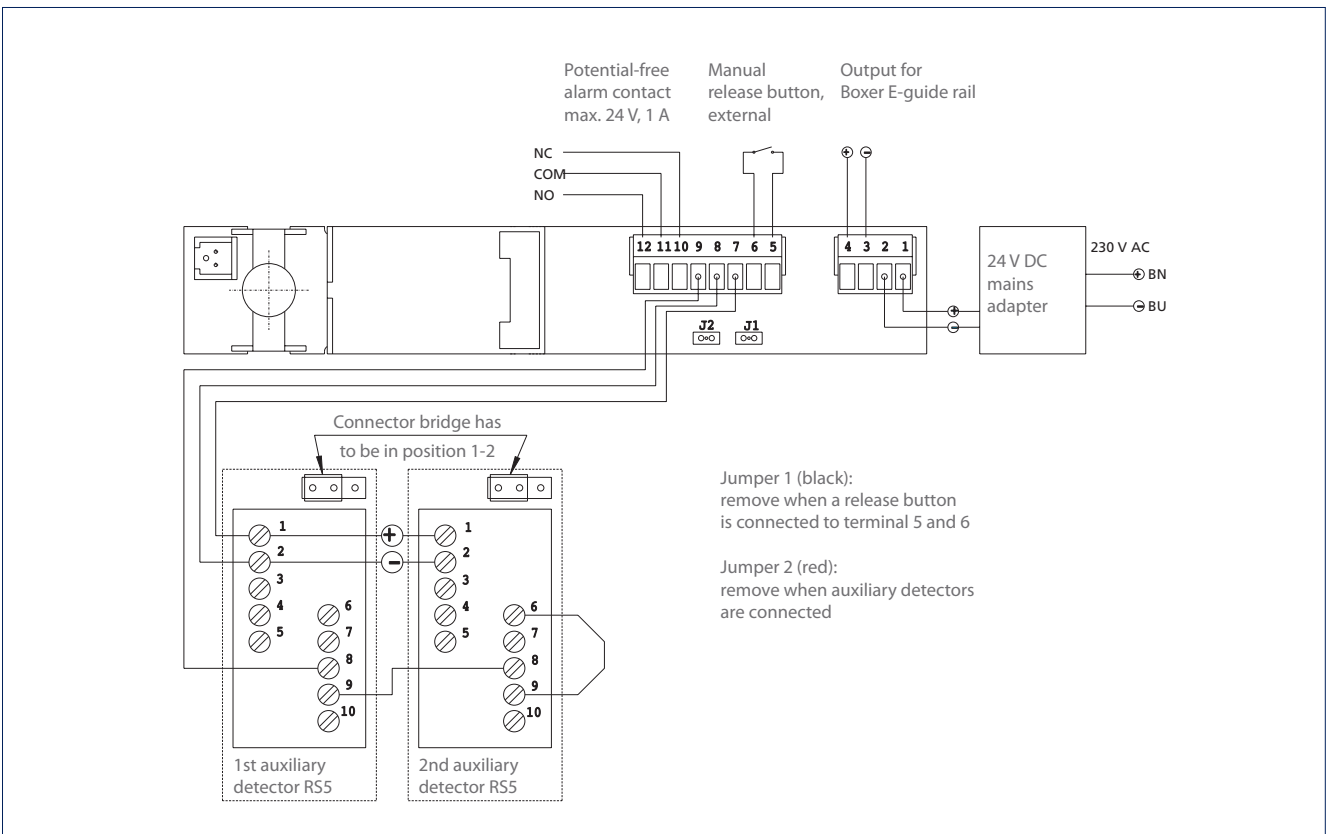 Potential-free
alarm contact
max. 24 V, 1 A
Manual
release button,
external
Output for
Boxer E-guide rail
NC
COM
NO
+ −
12 11 10 9 8 7 6 5
4 3 2 1
J2 J1
24 V DC
mains
adapter
230 V AC
+ BN
− BU
+
−
Connector bridge has
to be in position 1-2
1
2
3
4
5
6
7
8
9
10
1st auxiliary
detector RS5
+
−
1
2
3
4
5
6
7
8
9
10
2nd auxiliary
detector RS5
Jumper 1 (black):
remove when a release button
is connected to terminal 5 and 6
Jumper 2 (red):
remove when auxiliary detectors
are connected